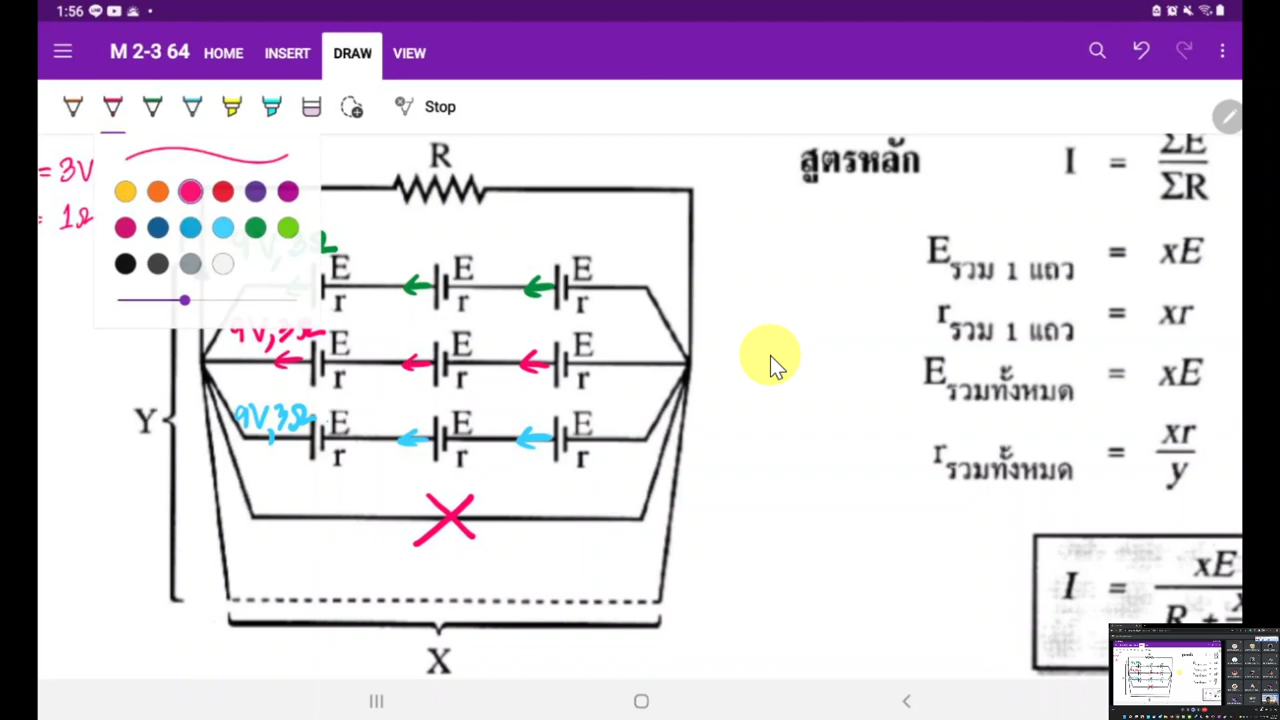 1:56
M 2-3 64 HOME INSERT DRAW VIEW
Stop
= 3V
= 1Ω
R
9V, 3Ω
E E E
r r r
9V, 3Ω
E E E
r r r
9V, 3Ω
E E E
r r r
Y
X
สูตรหลัก I = ΣE/ΣR
E รวม 1 แถว = xE
r รวม 1 แถว = xr
E รวมทั้งหมด = xE
r รวมทั้งหมด = xr/y
I = xE
R +